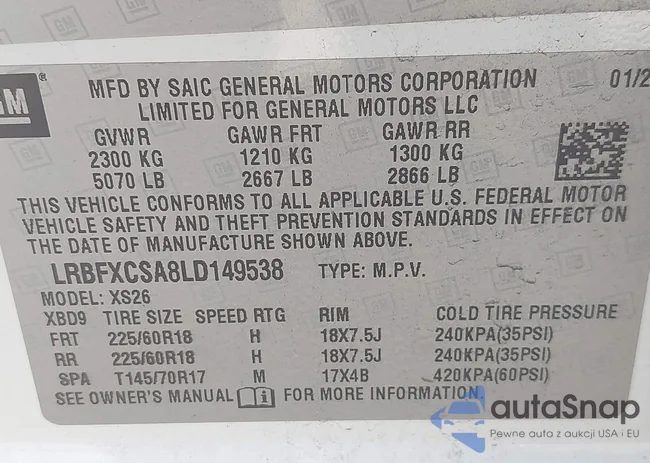 GM ®
MFD BY SAIC GENERAL MOTORS CORPORATION 01/2
LIMITED FOR GENERAL MOTORS LLC
GVWR GAWR FRT GAWR RR
2300 KG 1210 KG 1300 KG
5070 LB 2667 LB 2866 LB
THIS VEHICLE CONFORMS TO ALL APPLICABLE U.S. FEDERAL MOTOR
VEHICLE SAFETY AND THEFT PREVENTION STANDARDS IN EFFECT ON
THE DATE OF MANUFACTURE SHOWN ABOVE.
LRBFXCSA8LD149538 TYPE: M.P.V.
MODEL: XS26
XBD9 TIRE SIZE SPEED RTG RIM COLD TIRE PRESSURE
FRT 225/60R18 H 18X7.5J 240KPA(35PSI)
RR 225/60R18 H 18X7.5J 240KPA(35PSI)
SPA T145/70R17 M 17X4B 420KPA(60PSI)
SEE OWNER'S MANUAL FOR MORE INFORMATION.
autaSnap
Pewne auta z aukcji USA i EU